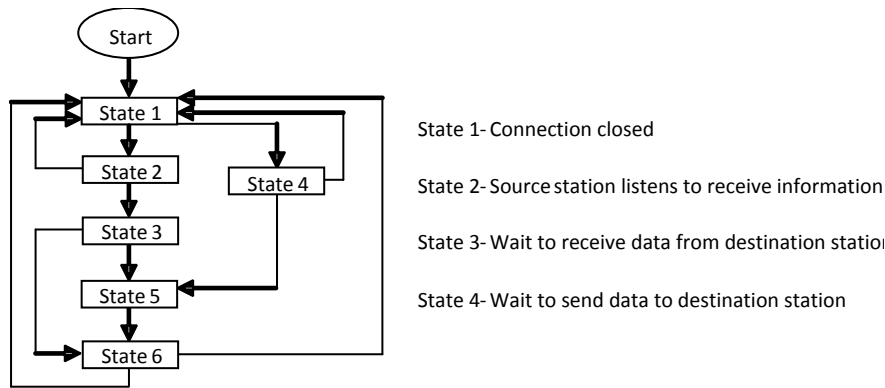 Start
State 1
State 2
State 4
State 3
State 5
State 6
State 1- Connection closed
State 2- Source station listens to receive information
State 3- Wait to receive data from destination
State 4- Wait to send data to destination station